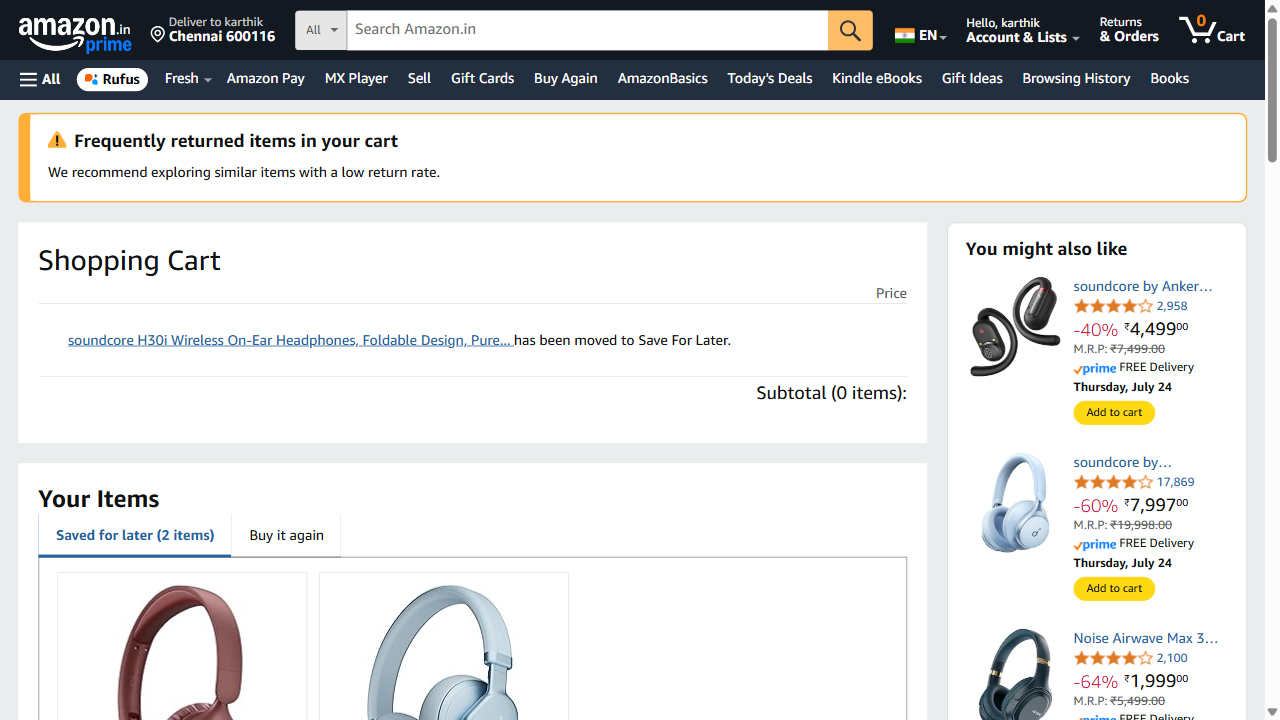 amazon.in
prime
Deliver to karthik
Chennai 600116
All
Search Amazon.in
EN
Hello, karthik
Account & Lists
Returns
& Orders
0
Cart
All
Rufus
Fresh
Amazon Pay
MX Player
Sell
Gift Cards
Buy Again
AmazonBasics
Today's Deals
Kindle eBooks
Gift Ideas
Browsing History
Books
Frequently returned items in your cart
We recommend exploring similar items with a low return rate.
Shopping Cart
Price
soundcore H30i Wireless On-Ear Headphones, Foldable Design, Pure... has been moved to Save For Later.
Subtotal (0 items):
Your Items
Saved for later (2 items)
Buy it again
You might also like
soundcore by Anker…
2,958
-40% ₹4,49900
M.R.P: ₹7,499.00
prime FREE Delivery
Thursday, July 24
Add to cart
soundcore by…
17,869
-60% ₹7,99700
M.R.P: ₹19,998.00
prime FREE Delivery
Thursday, July 24
Add to cart
Noise Airwave Max 3…
2,100
-64% ₹1,99900
M.R.P: ₹5,499.00
prime FREE Delivery